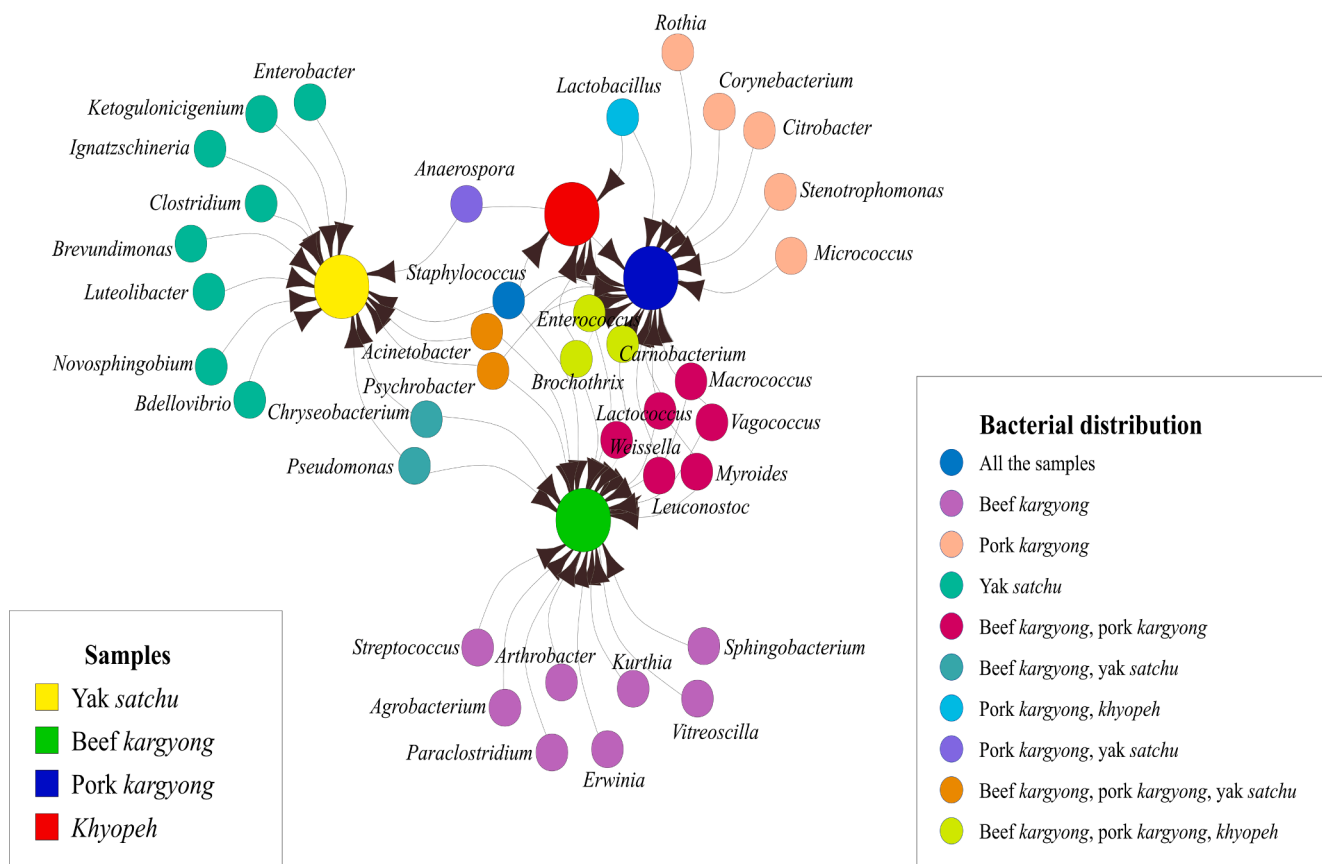 Rothia
Enterobacter
Corynebacterium
Lactobacillus
Ketogulonicigenium
Citrobacter
Ignatzschineria
Anaerospora
Stenotrophomonas
Clostridium
Brevundimonas
Micrococcus
Staphylococcus
Luteolibacter
Enterococcus
Acinetobacter
Carnobacterium
Novosphingobium
Psychrobacter
Brochothrix
Macrococcus
Bdellovibrio
Chryseobacterium
Lactococcus
Vagococcus
Weissella
Pseudomonas
Myroides
Leuconostoc
Streptococcus
Arthrobacter
Kurthia
Sphingobacterium
Agrobacterium
Vitreoscilla
Paraclostridium
Erwinia
Samples
Yak satchu
Beef kargyong
Pork kargyong
Khyopeh
Bacterial distribution
All the samples
Beef kargyong
Pork kargyong
Yak satchu
Beef kargyong, pork kargyong
Beef kargyong, yak satchu
Pork kargyong, khyopeh
Pork kargyong, yak satchu
Beef kargyong, pork kargyong, yak satchu
Beef kargyong, pork kargyong, khyopeh